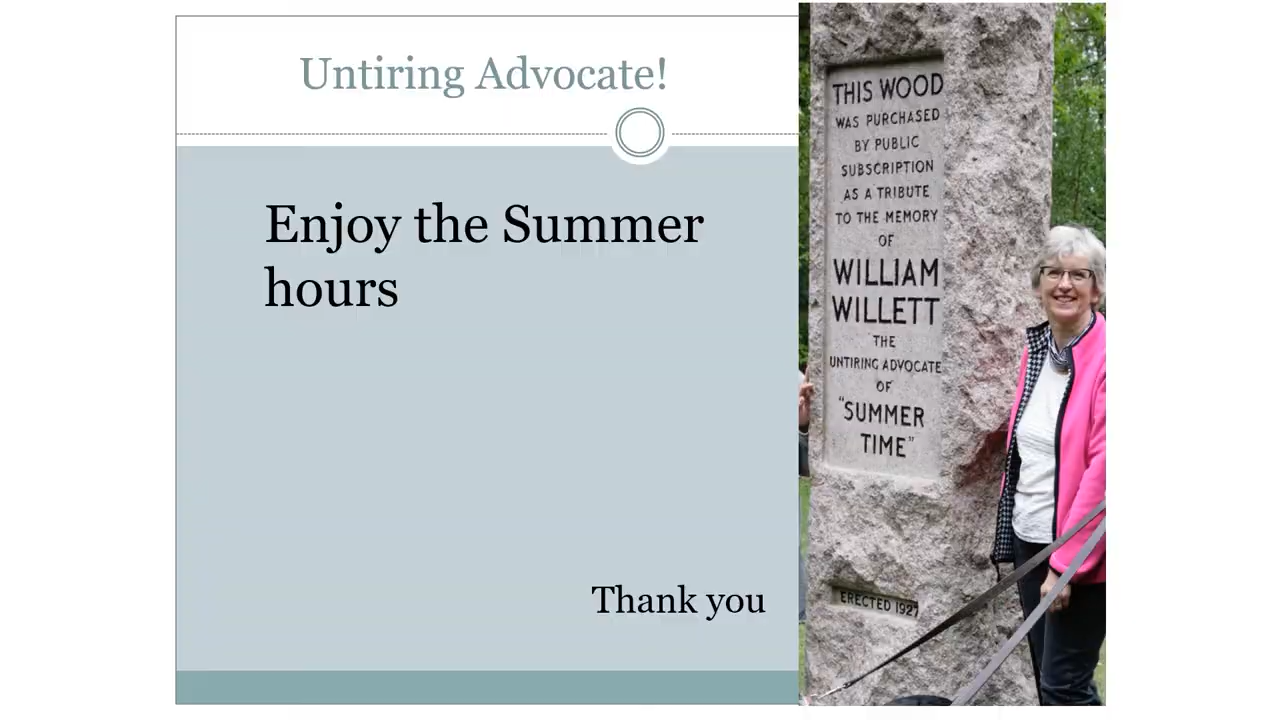 Untiring Advocate!
Enjoy the Summer
hours
Thank you
THIS WOOD
WAS PURCHASED
BY PUBLIC
SUBSCRIPTION
AS A TRIBUTE
TO THE MEMORY
OF
WILLIAM
WILLETT
THE
UNTIRING ADVOCATE
OF
"SUMMER
TIME"
ERECTED 1927